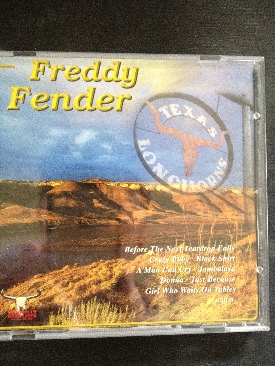 Freddy
Fender
TEXAS
LONGHORNS
Before The Next Teardrop Falls
Crazy Baby · Black Shirt
A Man Can Cry · Jambalaya
Donna · Just Because
Girl Who Waits On Tables